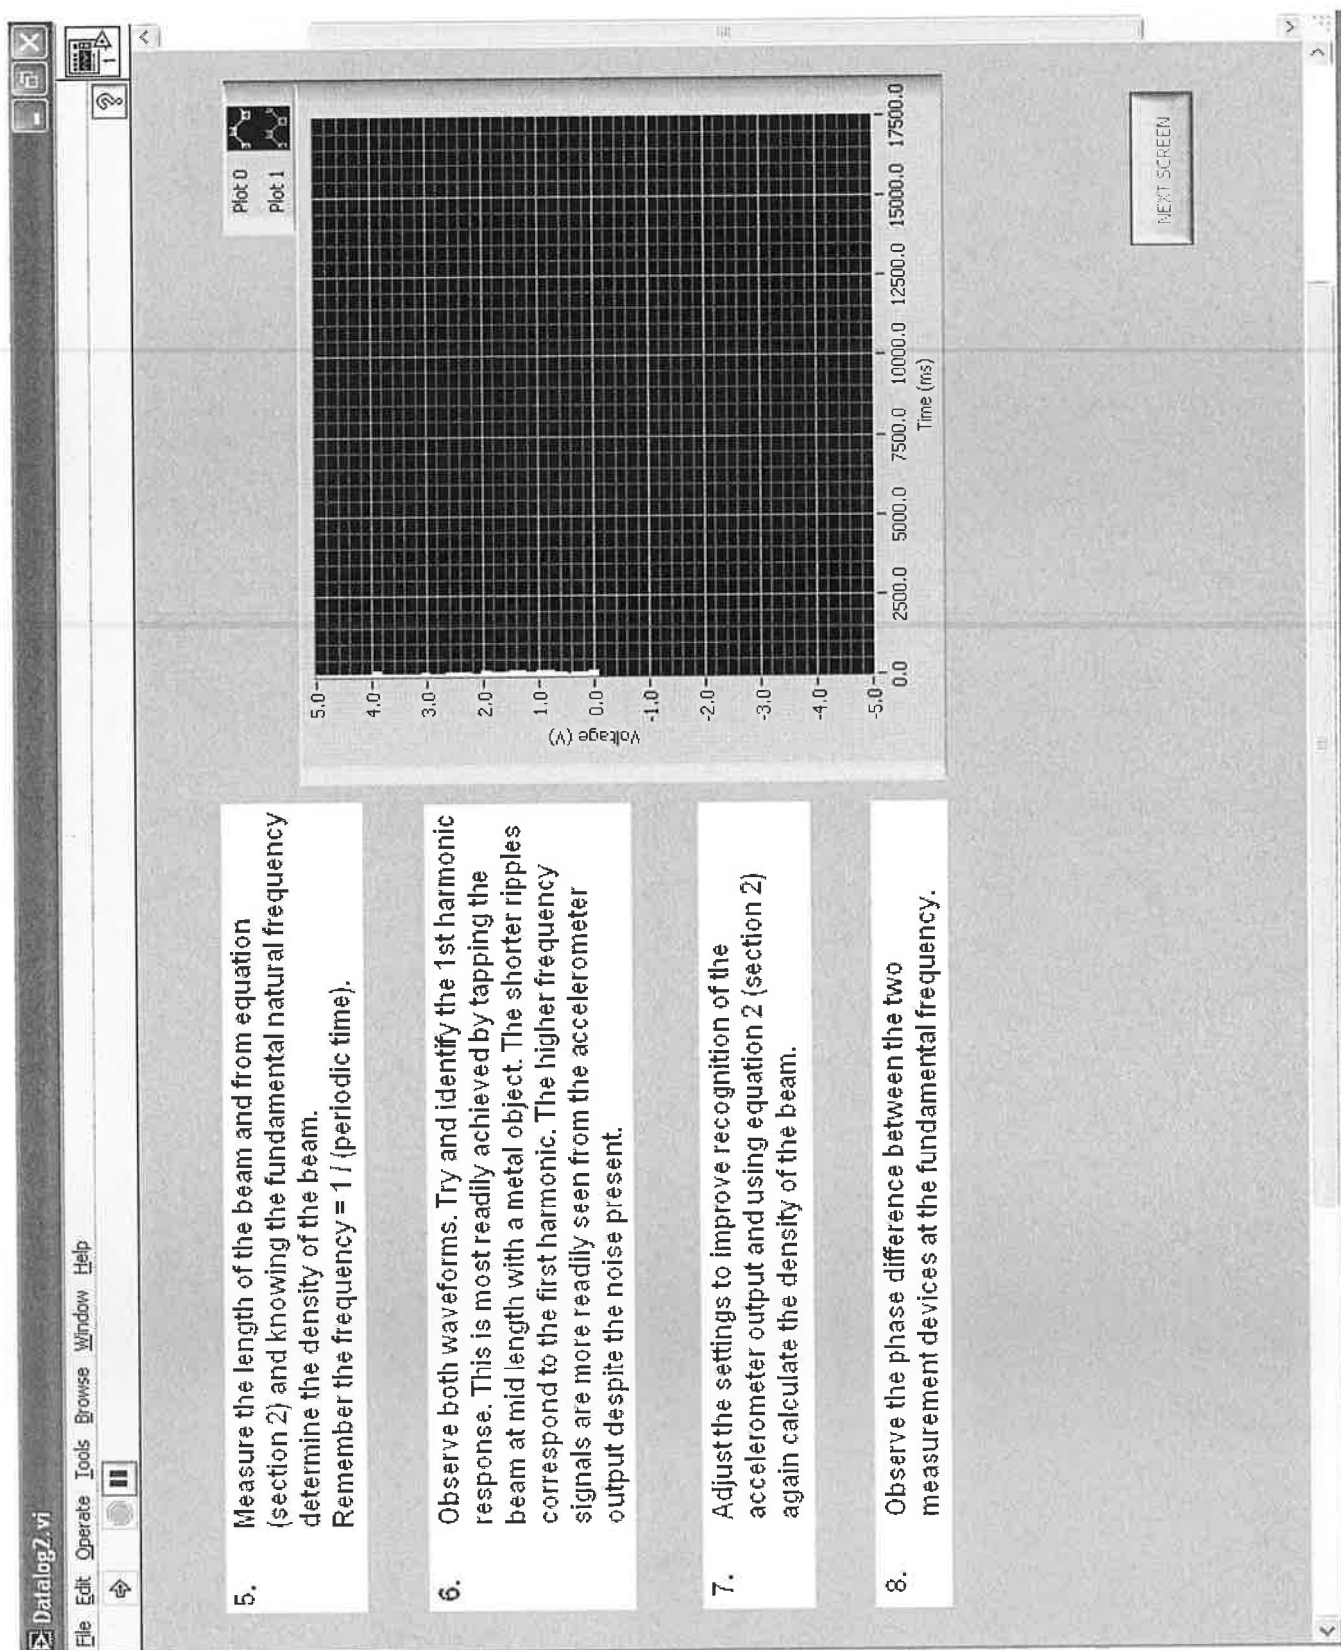 Datalog2.vi
File Edit Operate Tools Browse Window Help
1
?
5. Measure the length of the beam and from equation
(section 2) and knowing the fundamental natural frequency
determine the density of the beam.
Remember the frequency = 1 / (periodic time).
6. Observe both waveforms. Try and identify the 1st harmonic
response. This is most readily achieved by tapping the
beam at mid length with a metal object. The shorter ripples
correspond to the first harmonic. The higher frequency
signals are more readily seen from the accelerometer
output despite the noise present.
7. Adjust the settings to improve recognition of the
accelerometer output and using equation 2 (section 2)
again calculate the density of the beam.
8. Observe the phase difference between the two
measurement devices at the fundamental frequency.
Plot 0
Plot 1
Voltage (V)
5.0
4.0
3.0
2.0
1.0
0.0
-1.0
-2.0
-3.0
-4.0
-5.0
0.0 2500.0 5000.0 7500.0 10000.0 12500.0 15000.0 17500.0
Time (ms)
NEXT SCREEN